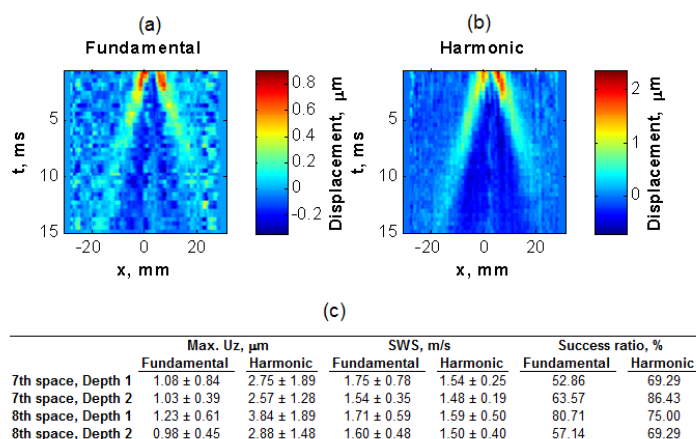 (a)
(b)
Fundamental
Harmonic
0.8
0.6
0.4
0.2
0
-0.2
Displacement, μm
2
1
0
Displacement, μm
t, ms
5
10
15
-20
0
20
x, mm
t, ms
5
10
15
-20
0
20
x, mm
(c)
Max. Uz, μm SWS, m/s Success ratio, %
Fundamental Harmonic Fundamental Harmonic Fundamental Harmonic
7th space, Depth 1 1.08 ± 0.84 2.75 ± 1.89 1.75 ± 0.78 1.54 ± 0.25 52.86 69.29
7th space, Depth 2 1.03 ± 0.39 2.57 ± 1.28 1.54 ± 0.35 1.48 ± 0.19 63.57 86.43
8th space, Depth 1 1.23 ± 0.61 3.84 ± 1.89 1.71 ± 0.59 1.59 ± 0.50 80.71 75.00
8th space, Depth 2 0.98 ± 0.45 2.88 ± 1.48 1.60 ± 0.48 1.50 ± 0.40 57.14 69.29